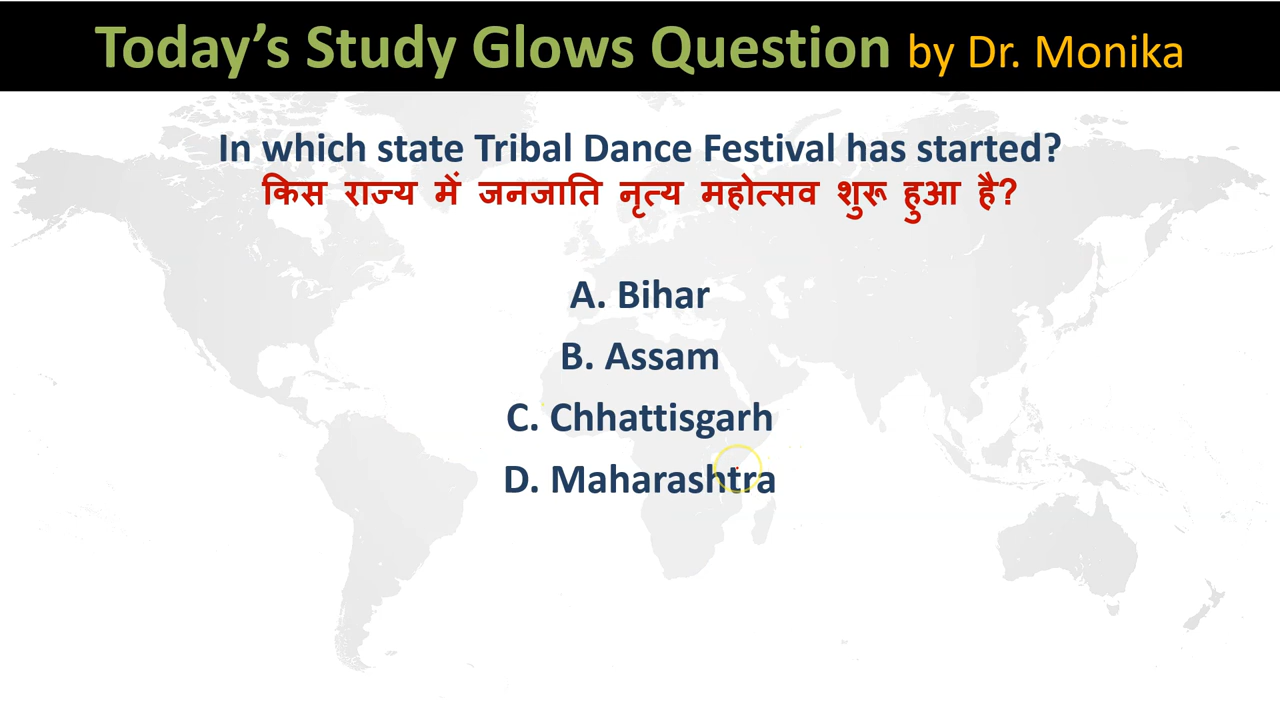 Today’s Study Glows Question by Dr. Monika
In which state Tribal Dance Festival has started?
किस राज्य में जनजाति नृत्य महोत्सव शुरू हुआ है?
A. Bihar
B. Assam
C. Chhattisgarh
D. Maharashtra